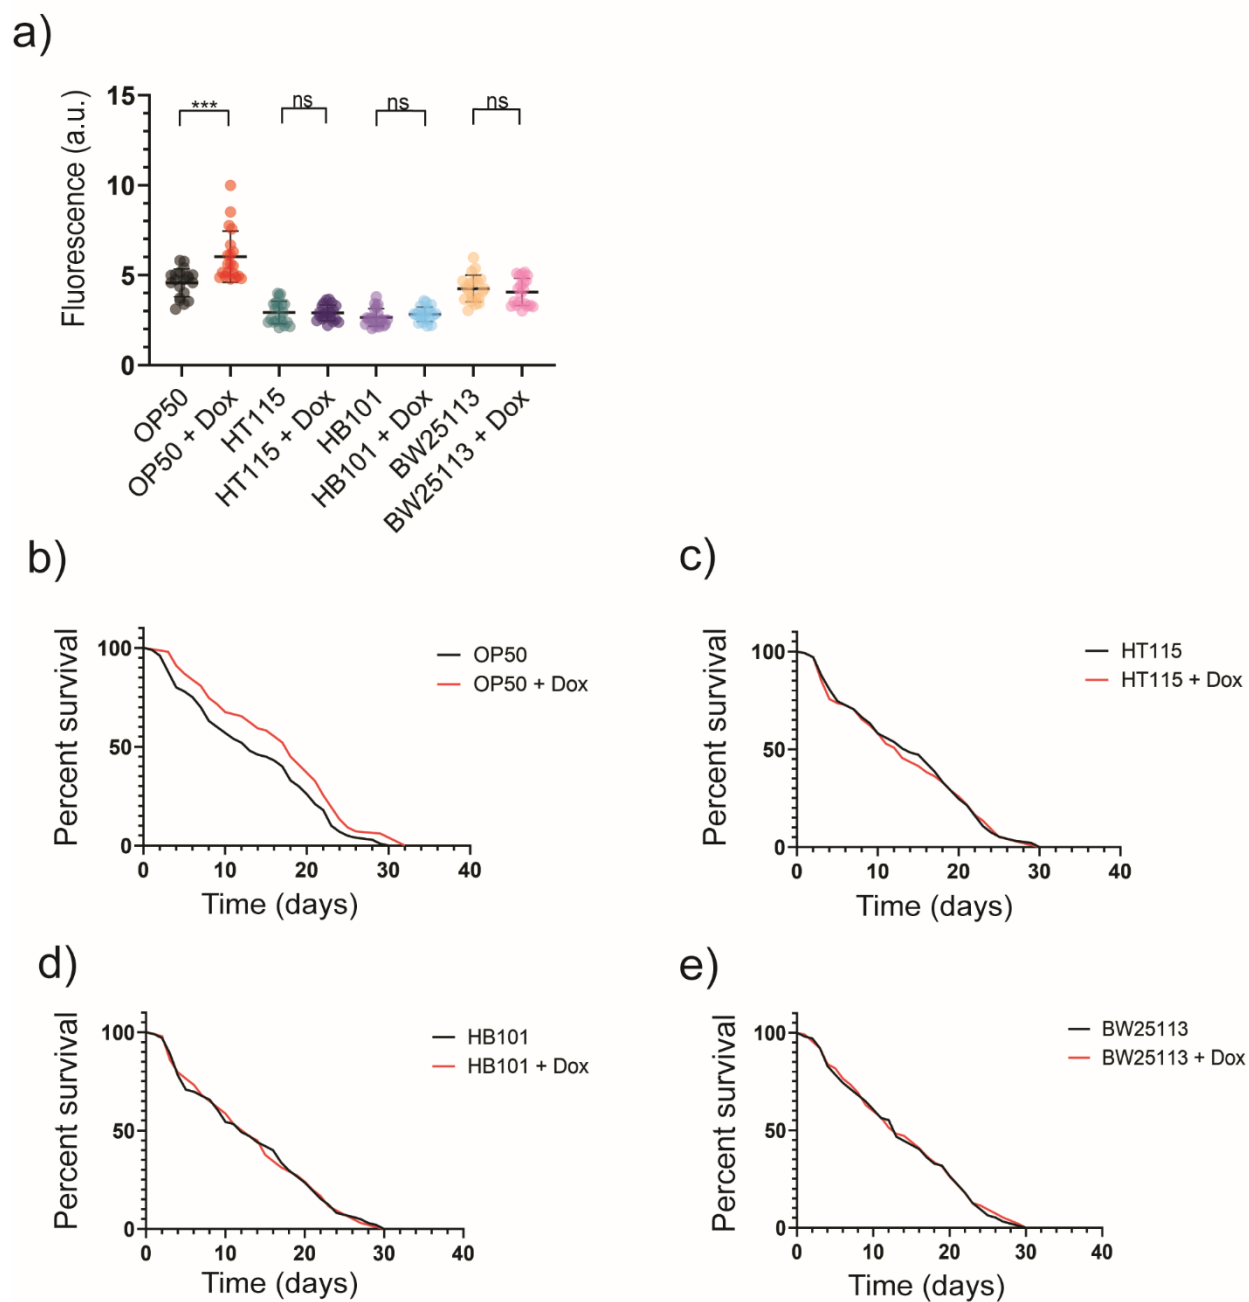 a)
Fluorescence (a.u.)
15
10
5
0
***
ns
ns
ns
OP50
OP50 + Dox
HT115
HT115 + Dox
HB101
HB101 + Dox
BW25113
BW25113 + Dox
b)
Percent survival
100
50
0
0 10 20 30 40
Time (days)
OP50
OP50 + Dox
c)
Percent survival
100
50
0
0 10 20 30 40
Time (days)
HT115
HT115 + Dox
d)
Percent survival
100
50
0
0 10 20 30 40
Time (days)
HB101
HB101 + Dox
e)
Percent survival
100
50
0
0 10 20 30 40
Time (days)
BW25113
BW25113 + Dox